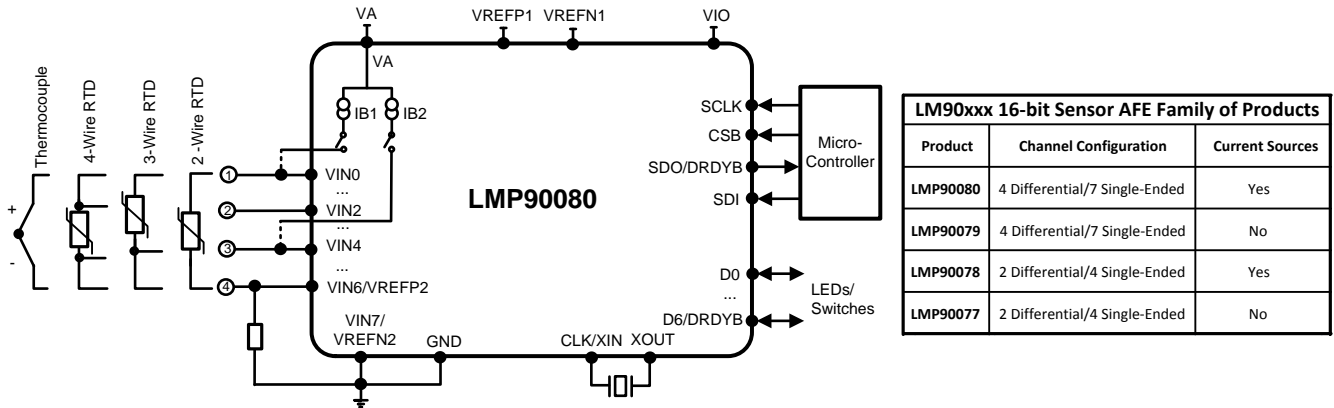 VA
VREFP1
VREFN1
VIO
VA
IB1
IB2
Thermocouple
4-Wire RTD
3-Wire RTD
2 -Wire RTD
+
-
1
2
3
4
VIN0
...
VIN2
...
VIN4
...
VIN6/VREFP2
VIN7/
VREFN2
GND
CLK/XIN
XOUT
LMP90080
SCLK
CSB
SDO/DRDYB
SDI
Micro-
Controller
D0
...
D6/DRDYB
LEDs/
Switches
LM90xxx 16-bit Sensor AFE Family of Products
Product Channel Configuration Current Sources
LMP90080 4 Differential/7 Single-Ended Yes
LMP90079 4 Differential/7 Single-Ended No
LMP90078 2 Differential/4 Single-Ended Yes
LMP90077 2 Differential/4 Single-Ended No